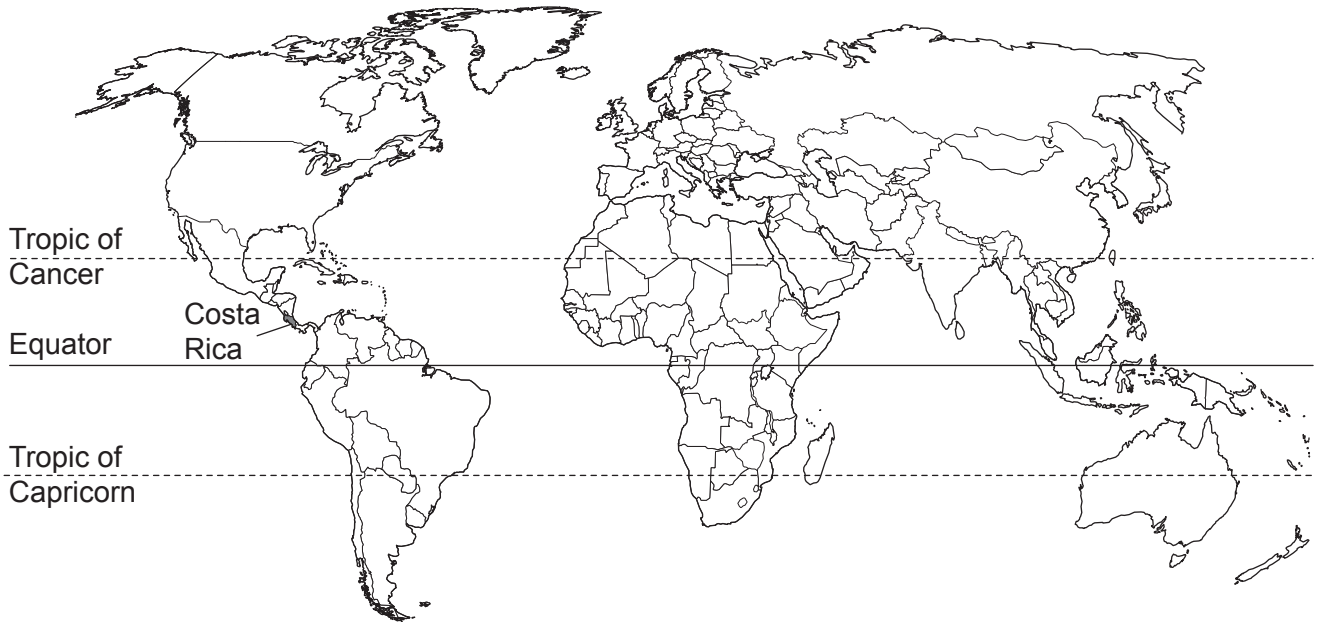 Tropic of
Cancer
Costa
Rica
Equator
Tropic of
Capricorn